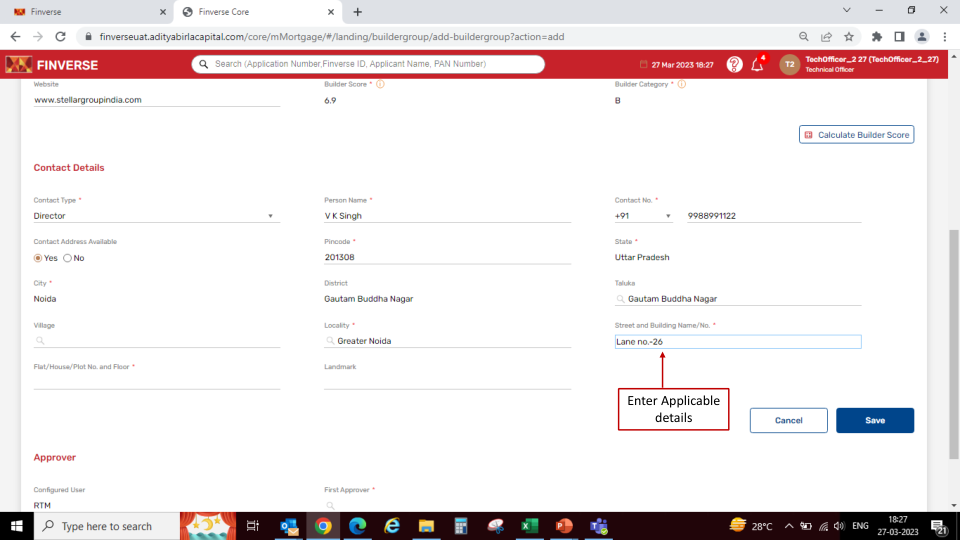 Finverse
Finverse Core
finverseuat.adityabirlacapital.com/core/mMortgage/#/landing/buildergroup/add-buildergroup?action=add
FINVERSE
Search (Application Number,Finverse ID, Applicant Name, PAN Number)
27 Mar 2023 18:27
4
T2
TechOfficer_2 27 (TechOfficer_2_27)
Technical Officer
Website
Builder Score *
Builder Category *
www.stellargroupindia.com
6.9
B
Calculate Builder Score
Contact Details
Contact Type *
Person Name *
Contact No. *
Director
V K Singh
+91
9988991122
Contact Address Available
Pincode *
State *
Yes
No
201308
Uttar Pradesh
City *
District
Taluka
Noida
Gautam Buddha Nagar
Gautam Buddha Nagar
Village
Locality *
Street and Building Name/No. *
Greater Noida
Lane no.-26
Flat/House/Plot No. and Floor *
Landmark
Enter Applicable
details
Cancel
Save
Approver
Configured User
First Approver *
RTM
Type here to search
28°C
ENG
18:27
27-03-2023
21